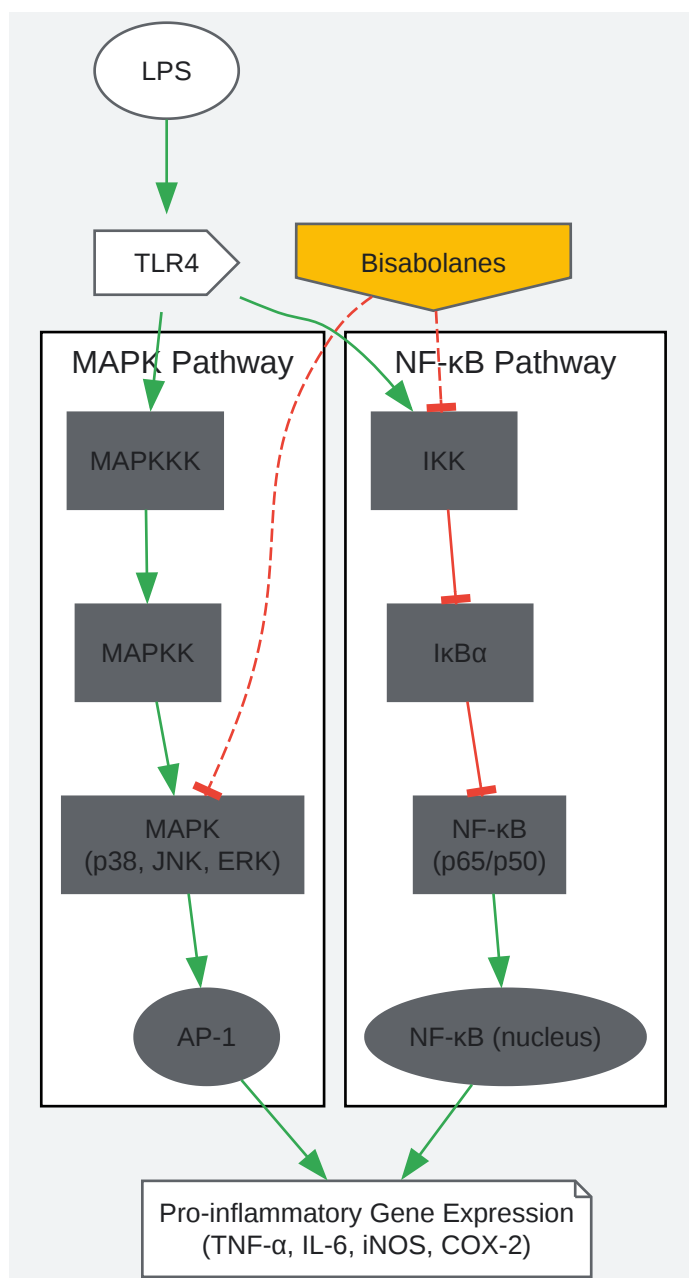 LPS
TLR4
Bisabolanes
MAPK Pathway
NF-κB Pathway
MAPKKK
IKK
MAPKK
IκBα
MAPK
(p38, JNK, ERK)
NF-κB
(p65/p50)
AP-1
NF-κB (nucleus)
Pro-inflammatory Gene Expression
(TNF-α, IL-6, iNOS, COX-2)